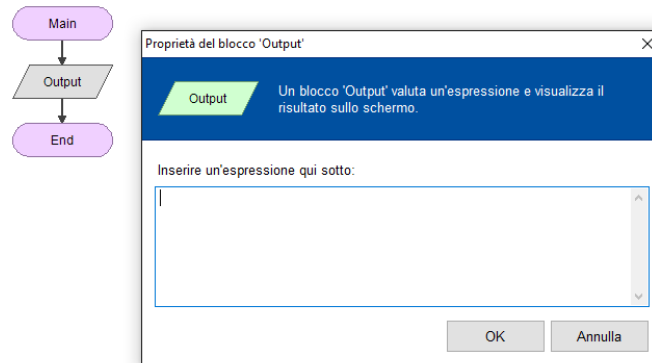 Main
Output
End
Proprietà del blocco 'Output'
Output
Un blocco 'Output' valuta un'espressione e visualizza il
risultato sullo schermo.
Inserire un'espressione qui sotto:
OK
Annulla